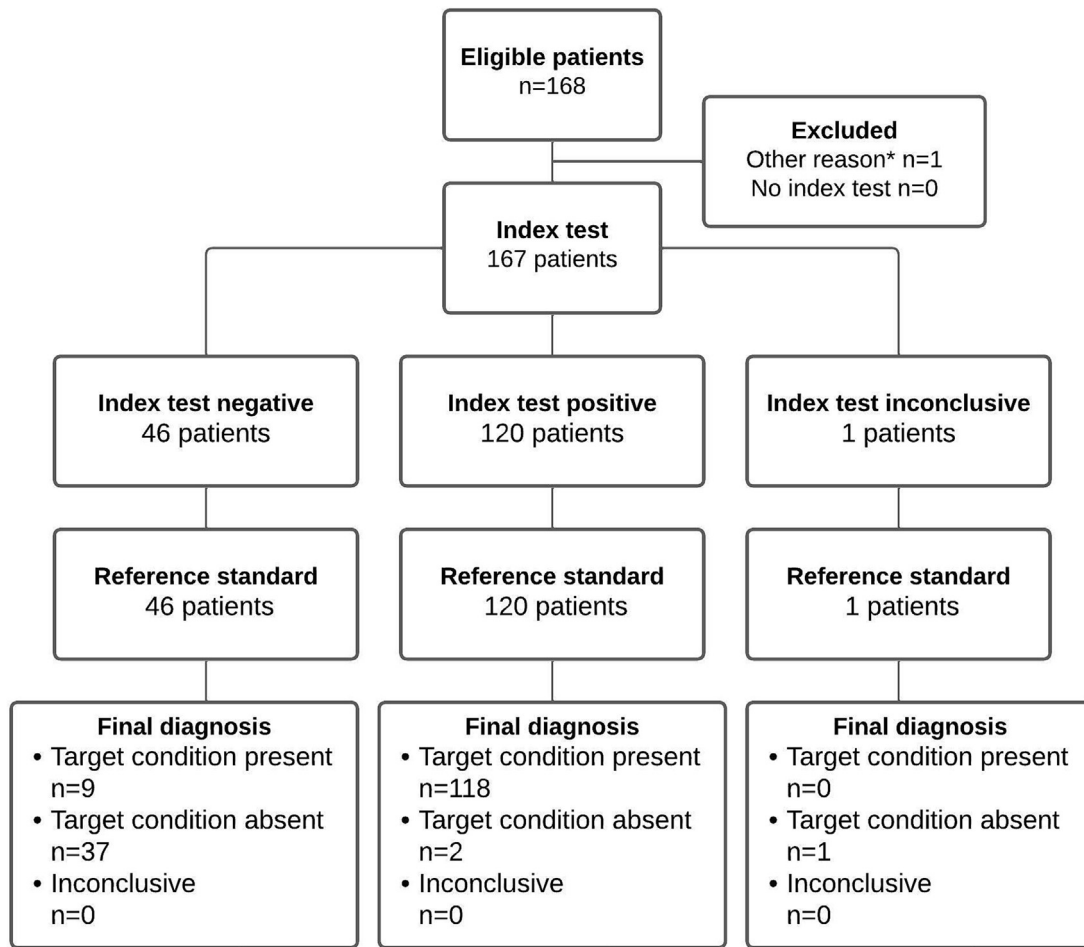 Eligible patients
n=168
Excluded
Other reason* n=1
No index test n=0
Index test
167 patients
Index test negative
46 patients
Index test positive
120 patients
Index test inconclusive
1 patients
Reference standard
46 patients
Reference standard
120 patients
Reference standard
1 patients
Final diagnosis
• Target condition present
n=9
• Target condition absent
n=37
• Inconclusive
n=0
Final diagnosis
• Target condition present
n=118
• Target condition absent
n=2
• Inconclusive
n=0
Final diagnosis
• Target condition present
n=0
• Target condition absent
n=1
• Inconclusive
n=0